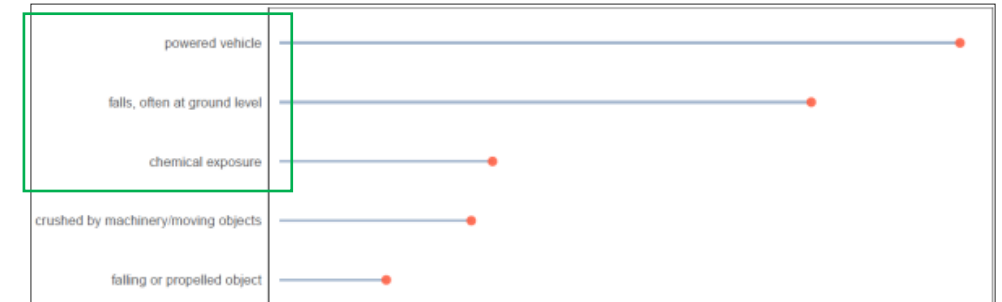 powered vehicle
falls, often at ground level
chemical exposure
crushed by machinery/moving objects
falling or propelled object